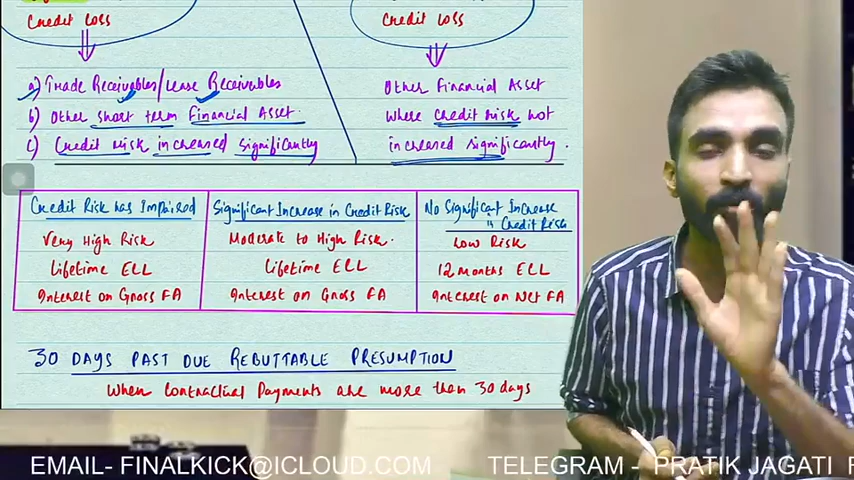 Credit Loss
Credit Loss
a) Trade Receivables/Lease Receivables
b) Other Short term Financial Asset.
c) Credit risk increased significantly
Other Financial Asset
Where credit risk not
increased significantly.
Credit Risk has Impaired
Very High Risk
Lifetime ECL
Interest on Gross FA
Significant Increase in Credit Risk
Moderate to High Risk.
Lifetime ECL
Interest on Gross FA
No Significant Increase
in Credit Risk
Low Risk
12 months ECL
Interest on Net FA
30 DAYS PAST DUE REBUTTABLE PRESUMPTION
When Contractual Payments are more than 30 days
EMAIL- FINALKICK@ICLOUD.COM TELEGRAM - PRATIK JAGATI F